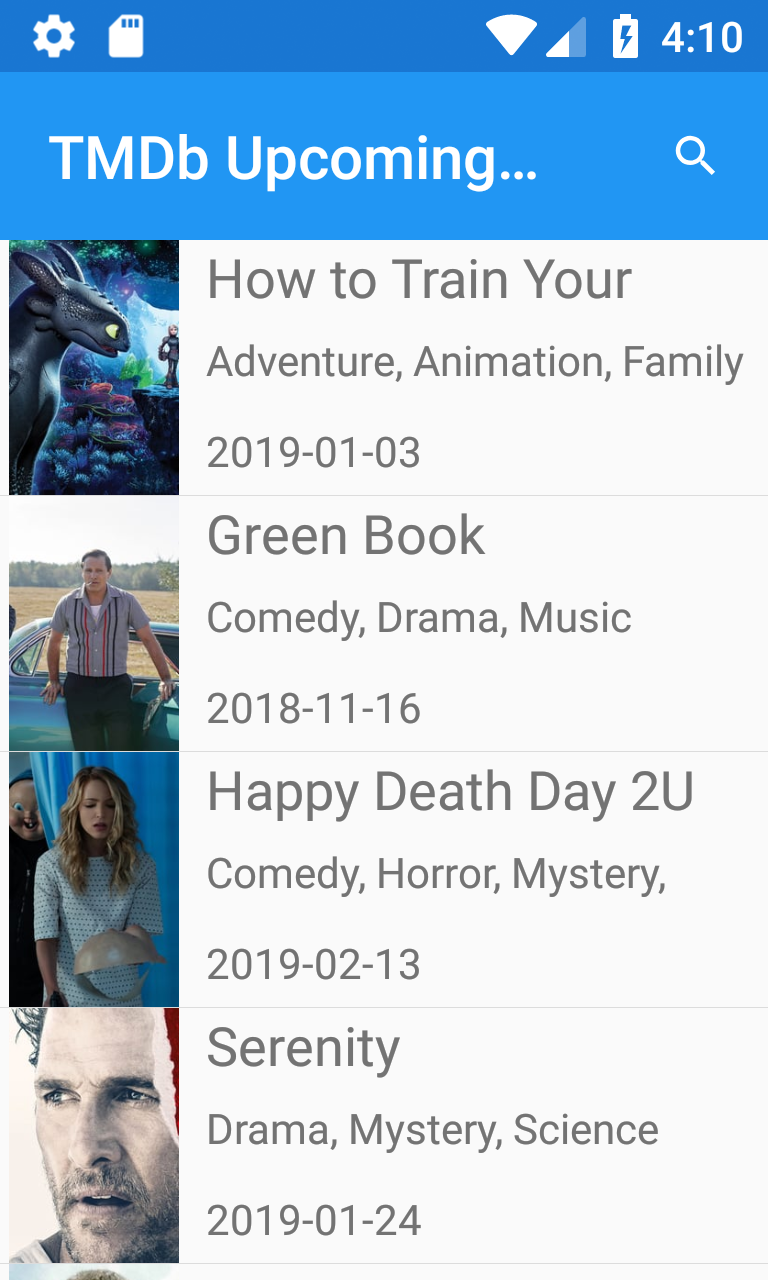 4:10
TMDb Upcoming…
How to Train Your
Adventure, Animation, Family
2019-01-03
Green Book
Comedy, Drama, Music
2018-11-16
Happy Death Day 2U
Comedy, Horror, Mystery,
2019-02-13
Serenity
Drama, Mystery, Science
2019-01-24